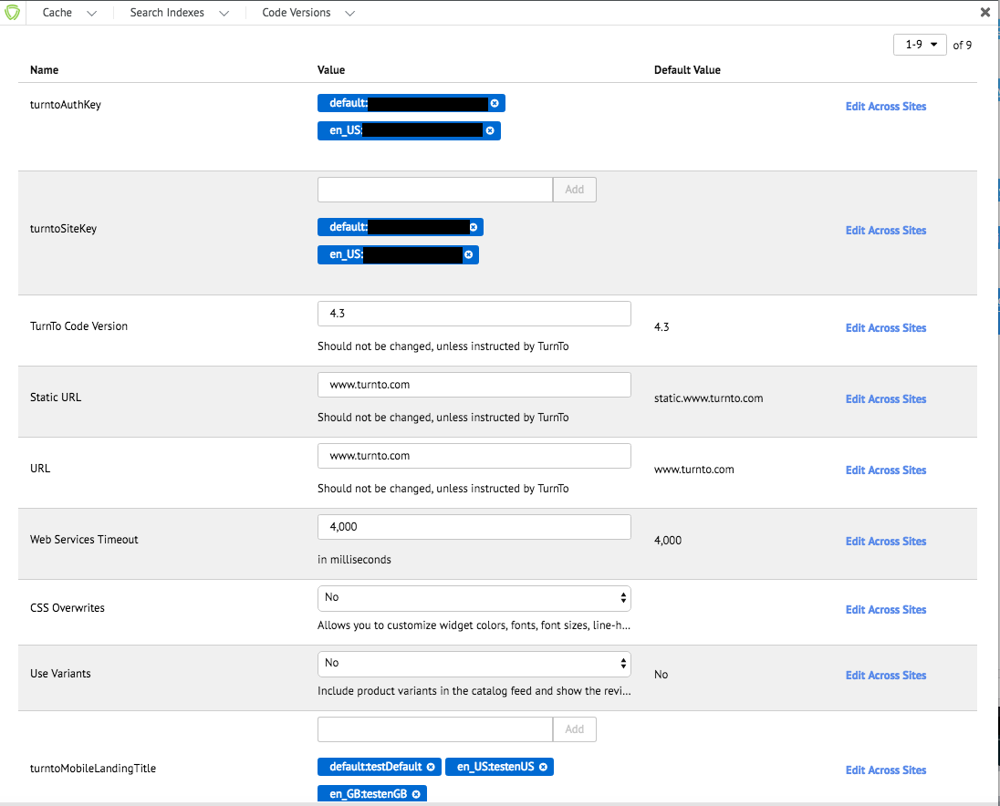 Cache Search Indexes Code Versions
1-9 of 9
Name Value Default Value
turntoAuthKey default: Edit Across Sites
en_US:
Add
turntoSiteKey default: Edit Across Sites
en_US:
TurnTo Code Version 4.3 4.3 Edit Across Sites
Should not be changed, unless instructed by TurnTo
Static URL www.turnto.com static.www.turnto.com Edit Across Sites
Should not be changed, unless instructed by TurnTo
URL www.turnto.com www.turnto.com Edit Across Sites
Should not be changed, unless instructed by TurnTo
Web Services Timeout 4,000 4,000 Edit Across Sites
in milliseconds
CSS Overwrites No Edit Across Sites
Allows you to customize widget colors, fonts, font sizes, line-h...
Use Variants No No Edit Across Sites
Include product variants in the catalog feed and show the revi...
Add
turntoMobileLandingTitle default:testDefault en_US:testenUS Edit Across Sites
en_GB:testenGB